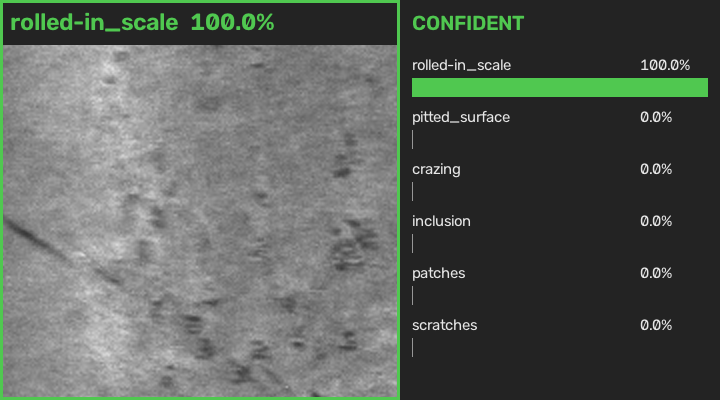 rolled-in_scale 100.0%
CONFIDENT
rolled-in_scale 100.0%
pitted_surface 0.0%
crazing 0.0%
inclusion 0.0%
patches 0.0%
scratches 0.0%